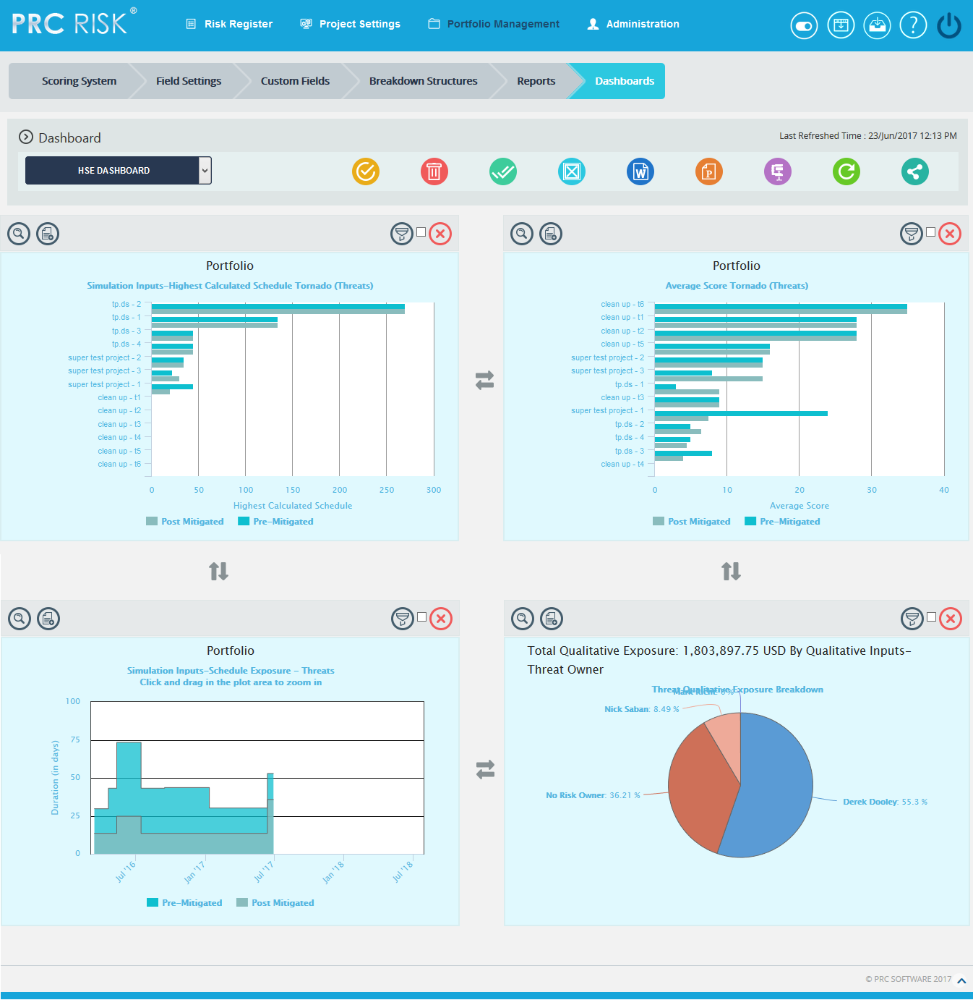 PRC RISK ®
Risk Register
Project Settings
Portfolio Management
Administration
Scoring System
Field Settings
Custom Fields
Breakdown Structures
Reports
Dashboards
Dashboard
Last Refreshed Time : 23/Jun/2017 12:13 PM
HSE DASHBOARD
W
P
Portfolio
Simulation Inputs-Highest Calculated Schedule Tornado (Threats)
tp.ds - 2
tp.ds - 1
tp.ds - 3
tp.ds - 4
super test project - 2
super test project - 3
super test project - 1
clean up - t1
clean up - t2
clean up - t3
clean up - t4
clean up - t5
clean up - t6
0 50 100 150 200 250 300
Highest Calculated Schedule
Post Mitigated Pre-Mitigated
Portfolio
Average Score Tornado (Threats)
clean up - t6
clean up - t1
clean up - t2
clean up - t5
super test project - 2
super test project - 3
tp.ds - 1
clean up - t3
super test project - 1
tp.ds - 2
tp.ds - 4
tp.ds - 3
clean up - t4
0 10 20 30 40
Average Score
Post Mitigated Pre-Mitigated
Portfolio
Simulation Inputs-Schedule Exposure - Threats
Click and drag in the plot area to zoom in
Duration (in days)
100
75
50
25
0
Jul '16 Jan '17 Jul '17 Jan '18 Jul '18
Pre-Mitigated Post Mitigated
Total Qualitative Exposure: 1,803,897.75 USD By Qualitative Inputs-
Threat Owner
Threat Qualitative Exposure Breakdown
Nick Saban: 8.49 %
No Risk Owner: 36.21 %
Derek Dooley: 55.3 %
© PRC SOFTWARE 2017